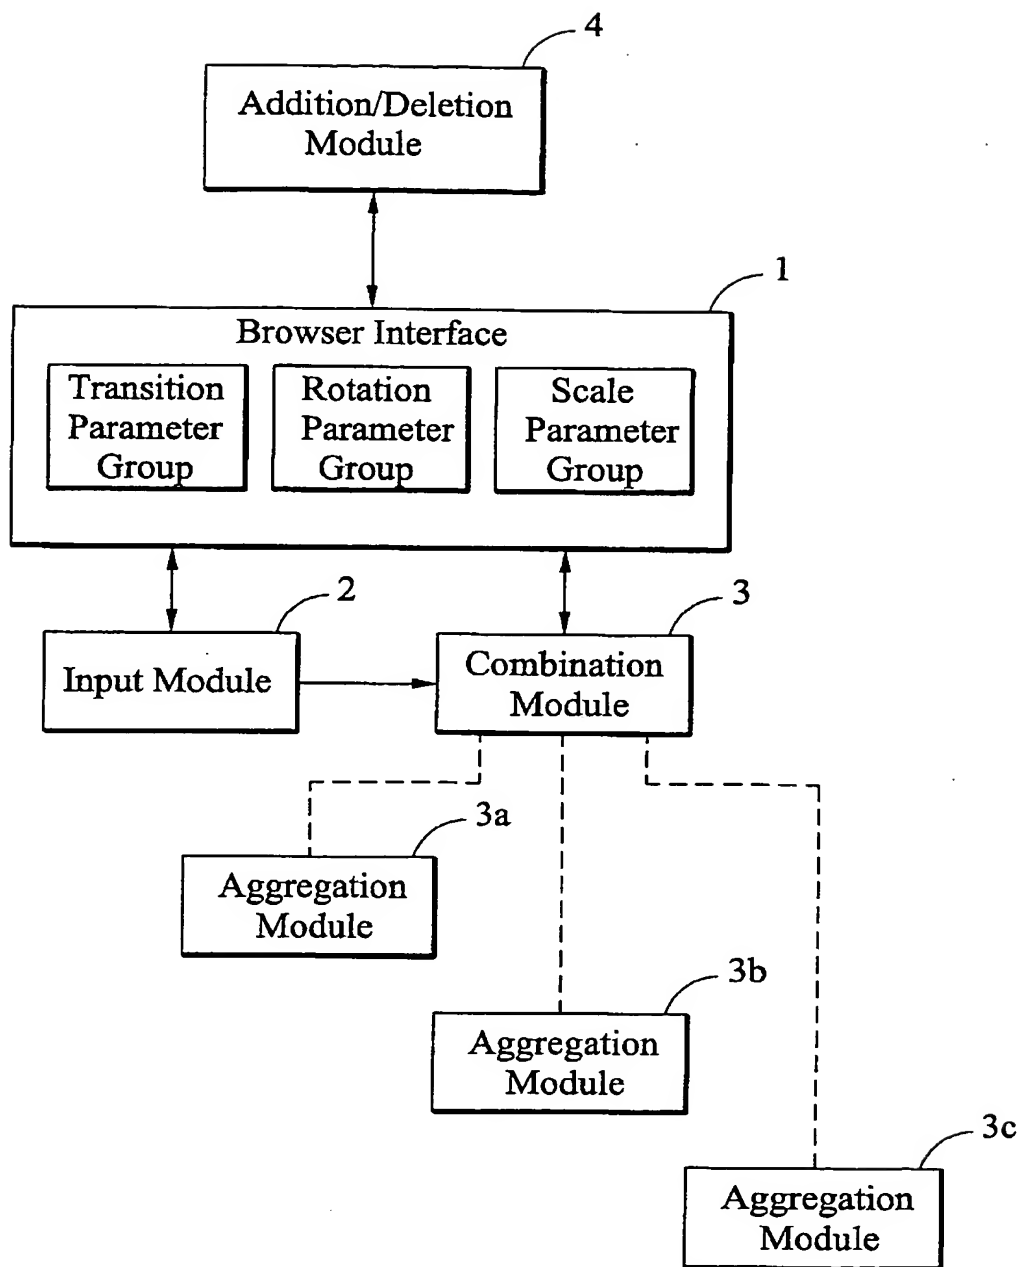 4
Addition/Deletion
Module
1
Browser Interface
Transition
Parameter
Group
Rotation
Parameter
Group
Scale
Parameter
Group
2
Input Module
3
Combination
Module
3a
Aggregation
Module
3b
Aggregation
Module
3c
Aggregation
Module